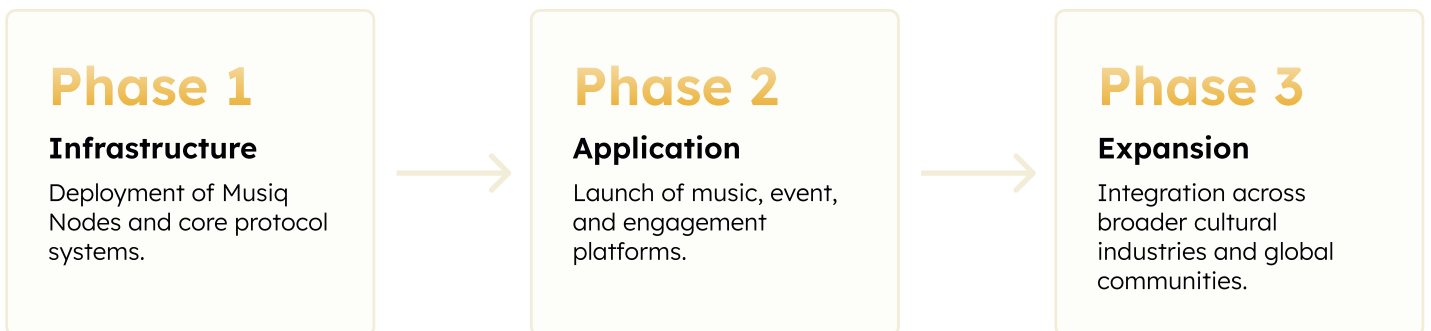 Phase 1
Infrastructure
Deployment of Musiq
Nodes and core protocol
systems.
Phase 2
Application
Launch of music, event,
and engagement
platforms.
Phase 3
Expansion
Integration across
broader cultural
industries and global
communities.